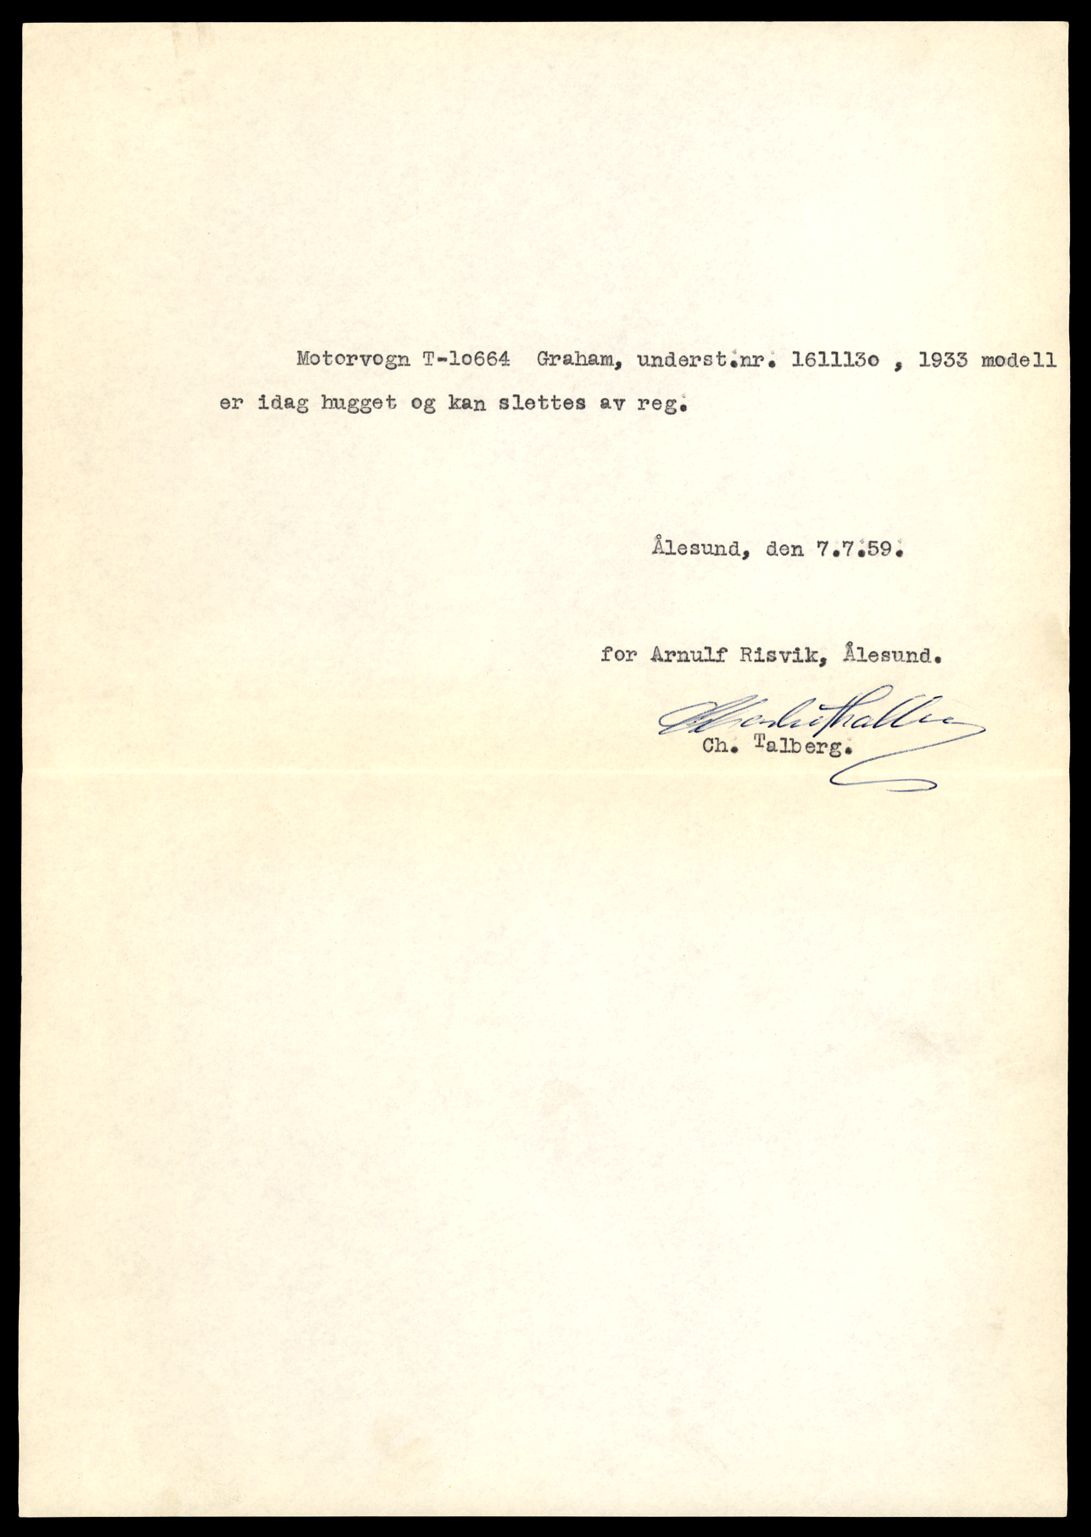 Motorvogn T-lo664 Graham, underst.nr. 161113o , 1933 modell
er idag hugget og kan slettes av reg.
Ålesund, den 7.7.59.
for Arnulf Risvik, Ålesund.
Ch. Talberg.